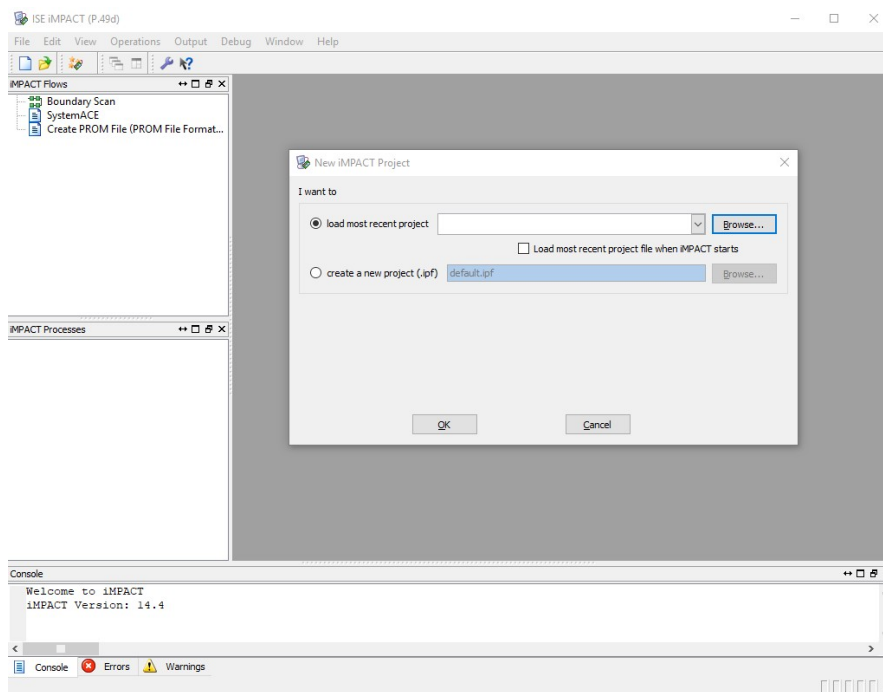 ISE iMPACT (P.49d)
File Edit View Operations Output Debug Window Help
iMPACT Flows
Boundary Scan
SystemACE
Create PROM File (PROM File Format...
New iMPACT Project
I want to
load most recent project
Browse...
Load most recent project file when iMPACT starts
create a new project (.ipf) default.ipf Browse...
OK Cancel
iMPACT Processes
Console
Welcome to iMPACT
iMPACT Version: 14.4
Console Errors Warnings